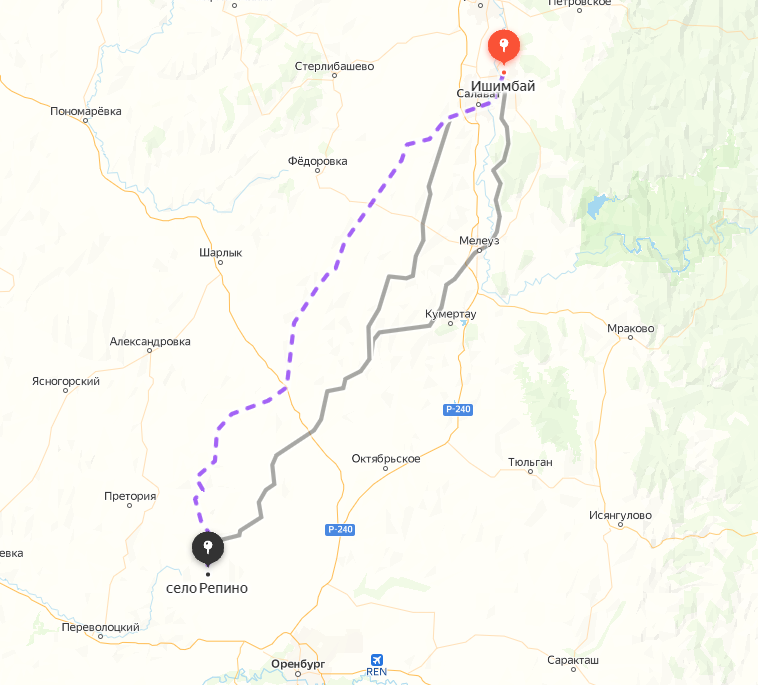 Петровское
Стерлибашево
Ишимбай
Салават
Пономарёвка
Фёдоровка
Мелеуз
Шарлык
Кумертау
Мраково
Александровка
Ясногорский
Р-240
Октябрьское
Тюльган
Претория
Исянгулово
Р-240
евка
село Репино
Переволоцкий
Оренбург
REN
Саракташ